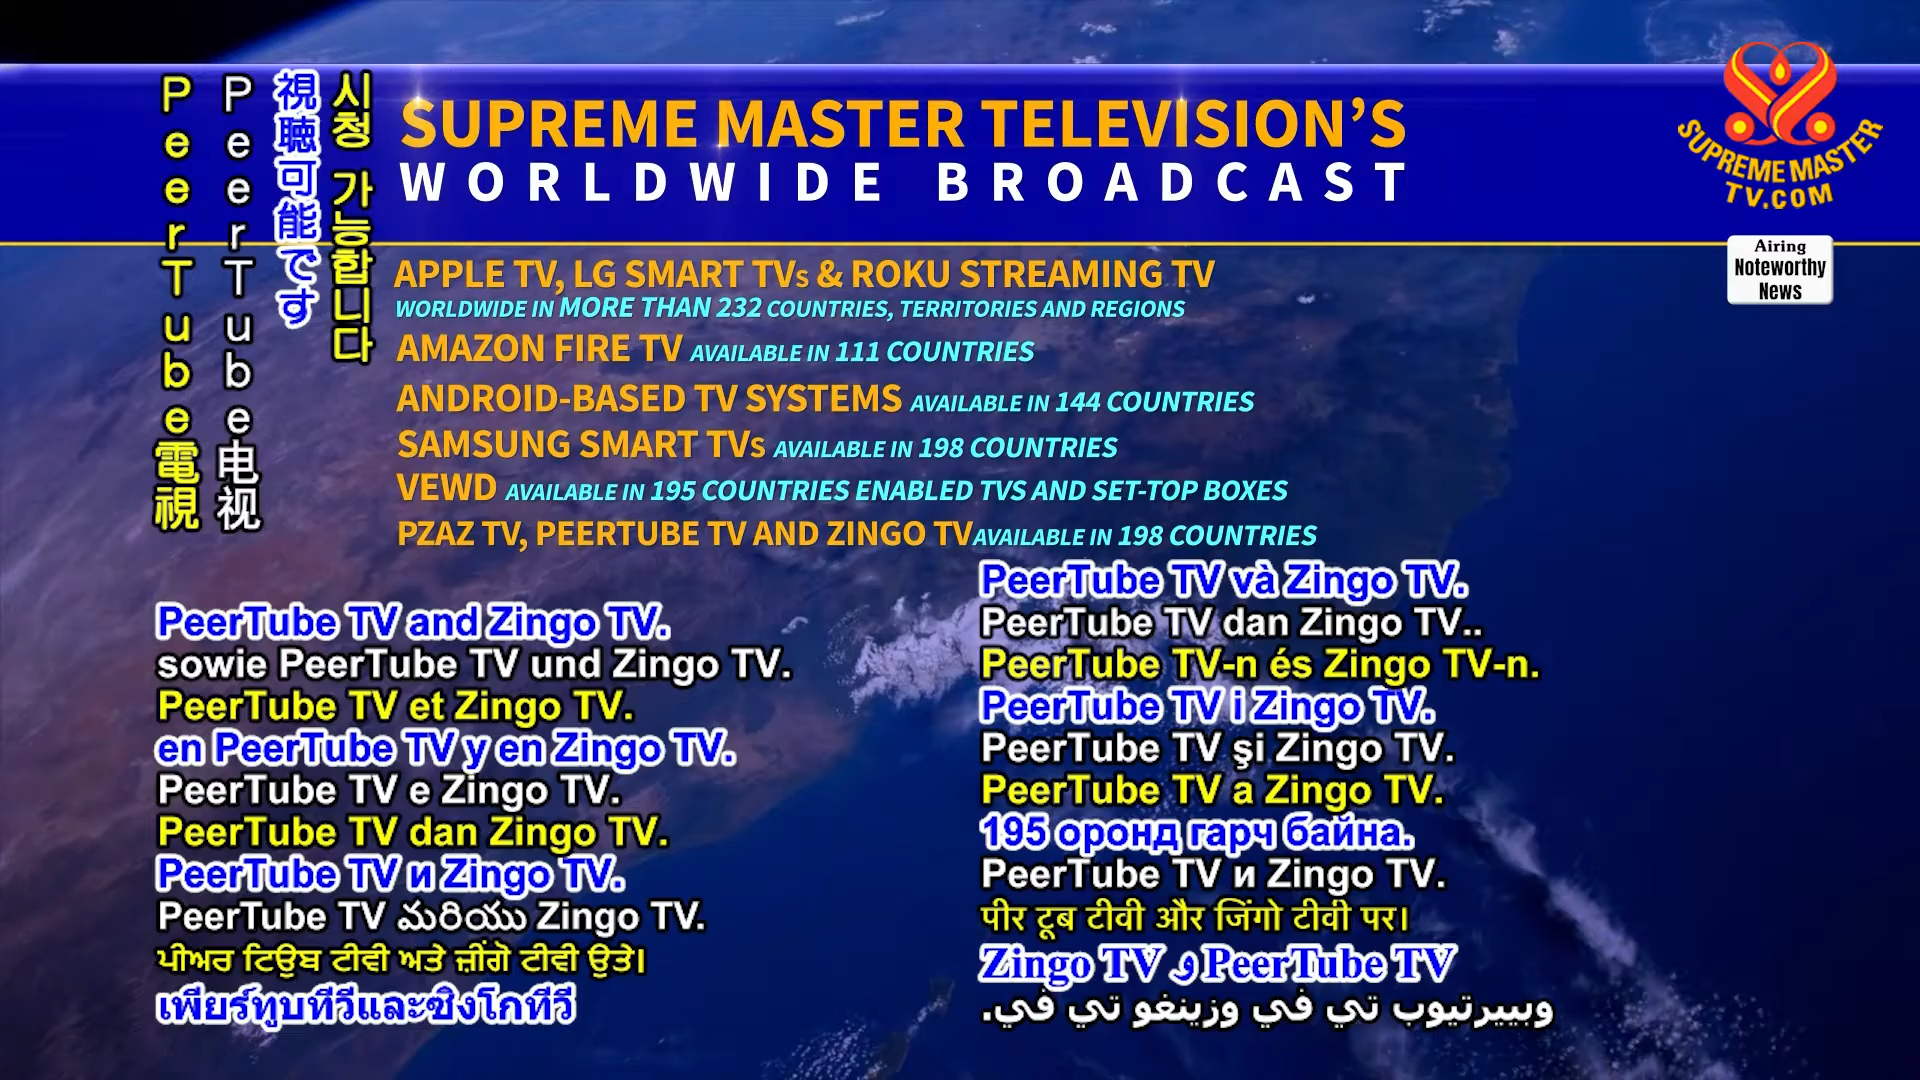 PeerTube電視
PeerTube电视
視聴可能です
시청 가능합니다
SUPREME MASTER TELEVISION'S
WORLDWIDE BROADCAST
SUPREME MASTER
TV.COM
Airing
Noteworthy
News
APPLE TV, LG SMART TVs & ROKU STREAMING TV
WORLDWIDE IN MORE THAN 232 COUNTRIES, TERRITORIES AND REGIONS
AMAZON FIRE TV AVAILABLE IN 111 COUNTRIES
ANDROID-BASED TV SYSTEMS AVAILABLE IN 144 COUNTRIES
SAMSUNG SMART TVs AVAILABLE IN 198 COUNTRIES
VEWD AVAILABLE IN 195 COUNTRIES ENABLED TVS AND SET-TOP BOXES
PZAZ TV, PEERTUBE TV AND ZINGO TV AVAILABLE IN 198 COUNTRIES
PeerTube TV and Zingo TV.
sowie PeerTube TV und Zingo TV.
PeerTube TV et Zingo TV.
en PeerTube TV y en Zingo TV.
PeerTube TV e Zingo TV.
PeerTube TV dan Zingo TV.
PeerTube TV и Zingo TV.
PeerTube TV మరియు Zingo TV.
ਪੀਅਰ ਟਿਊਬ ਟੀਵੀ ਅਤੇ ਜ਼ੀਂਗੋ ਟੀਵੀ ਉਤੇ।
เพียร์ทูบทีวีและซิงโกทีวี
PeerTube TV và Zingo TV.
PeerTube TV dan Zingo TV..
PeerTube TV-n és Zingo TV-n.
PeerTube TV i Zingo TV.
PeerTube TV şi Zingo TV.
PeerTube TV a Zingo TV.
195 оронд гарч байна.
PeerTube TV и Zingo TV.
पीर टूब टीवी और जिंगो टीवी पर।
Zingo TV و PeerTube TV
وبييرتيوب تي في وزينغو تي في.